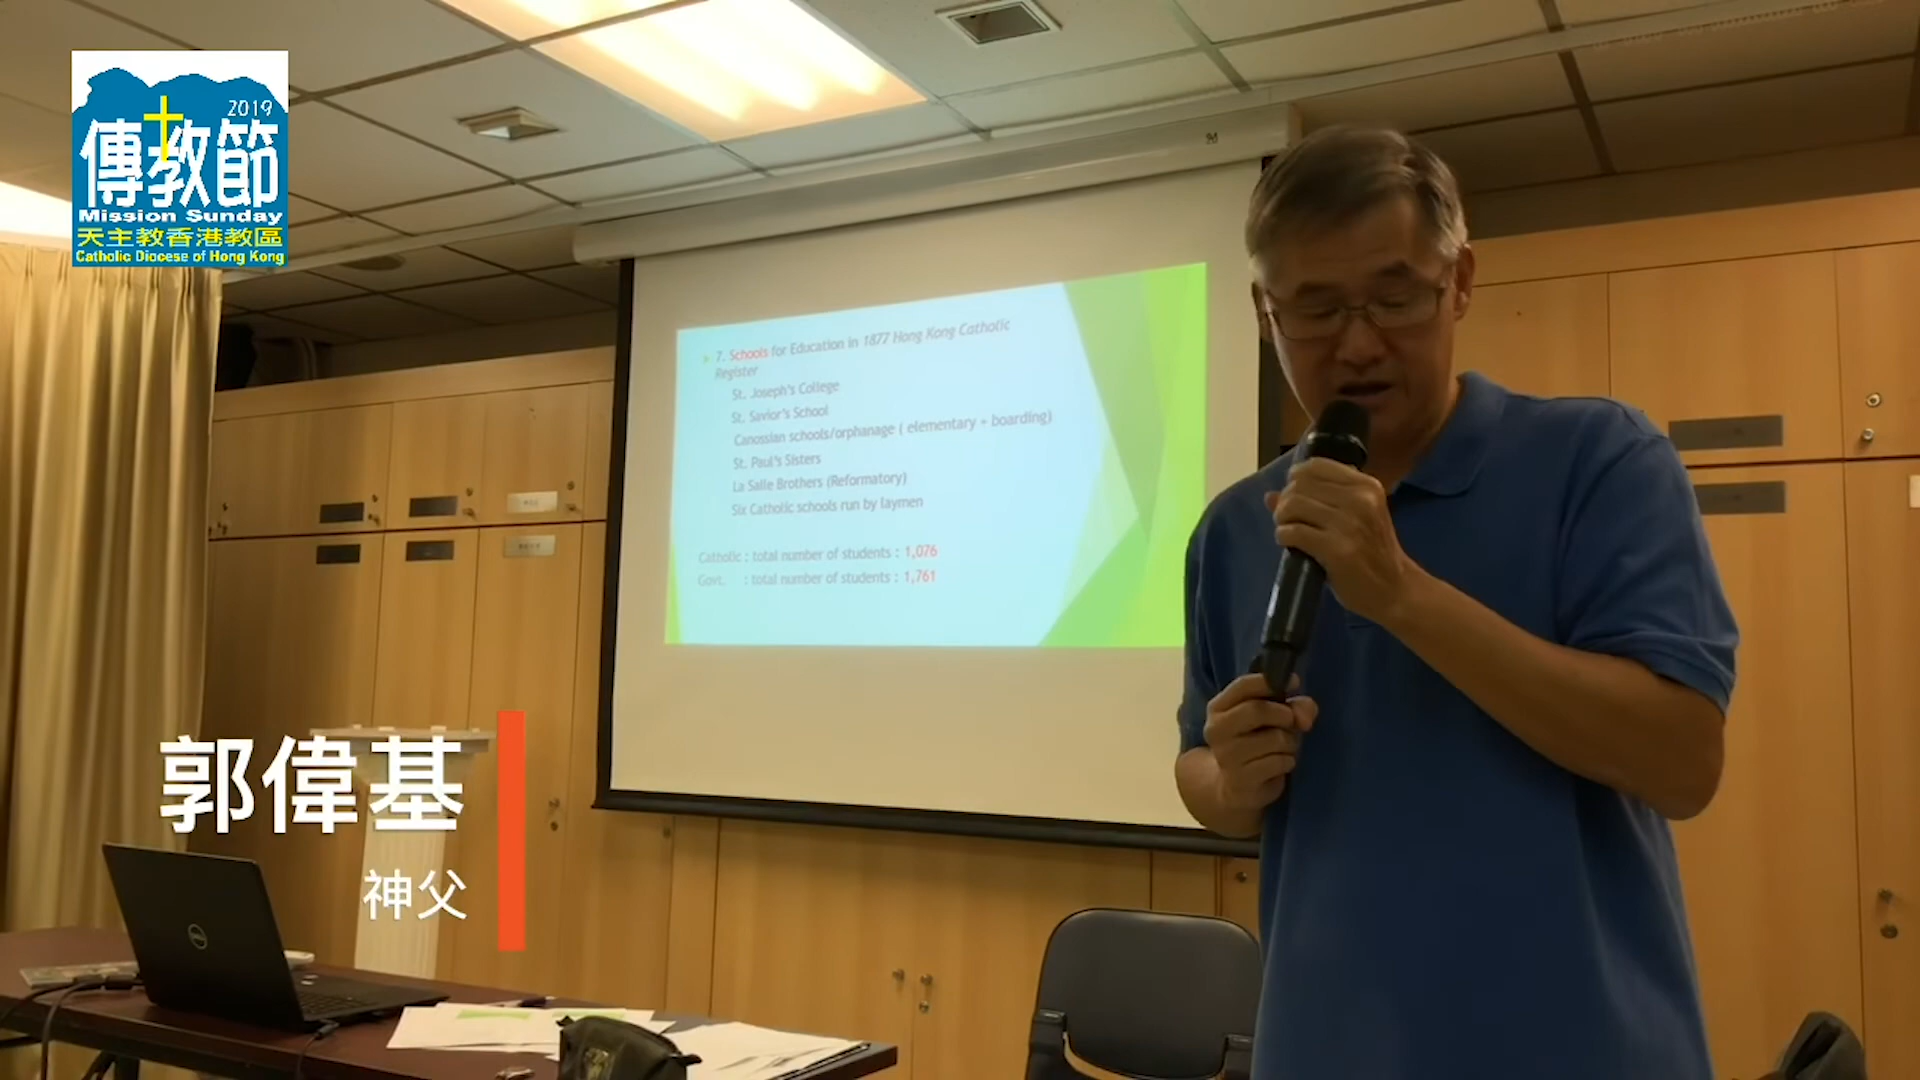 2019
傳教節
Mission Sunday
天主教香港教區
Catholic Diocese of Hong Kong
7. Schools for Education in 1877 Hong Kong Catholic
Register
St. Joseph's College
St. Savior's School
Canossian schools/orphanage ( elementary + boarding)
St. Paul's Sisters
La Salle Brothers (Reformatory)
Six Catholic schools run by laymen
Catholic : total number of students : 1,076
Govt. : total number of students : 1,761
郭偉基
神父
DELL